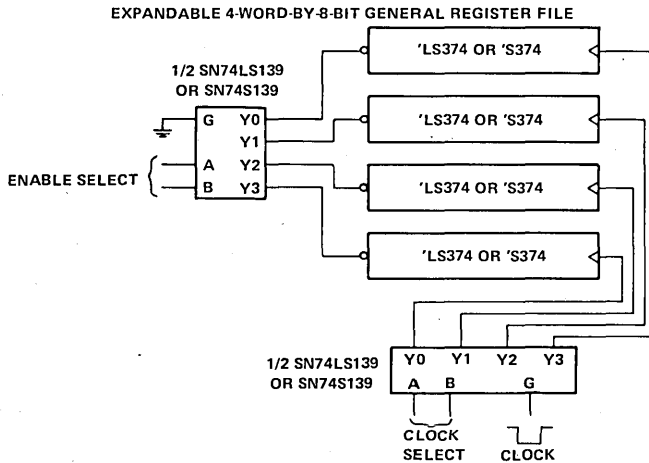 EXPANDABLE 4-WORD-BY-8-BIT GENERAL REGISTER FILE
1/2 SN74LS139
OR SN74S139
G Y0
Y1
A Y2
B Y3
ENABLE SELECT
'LS374 OR 'S374
'LS374 OR 'S374
'LS374 OR 'S374
'LS374 OR 'S374
1/2 SN74LS139
OR SN74S139
Y0 Y1 Y2 Y3
A B G
CLOCK
SELECT
CLOCK